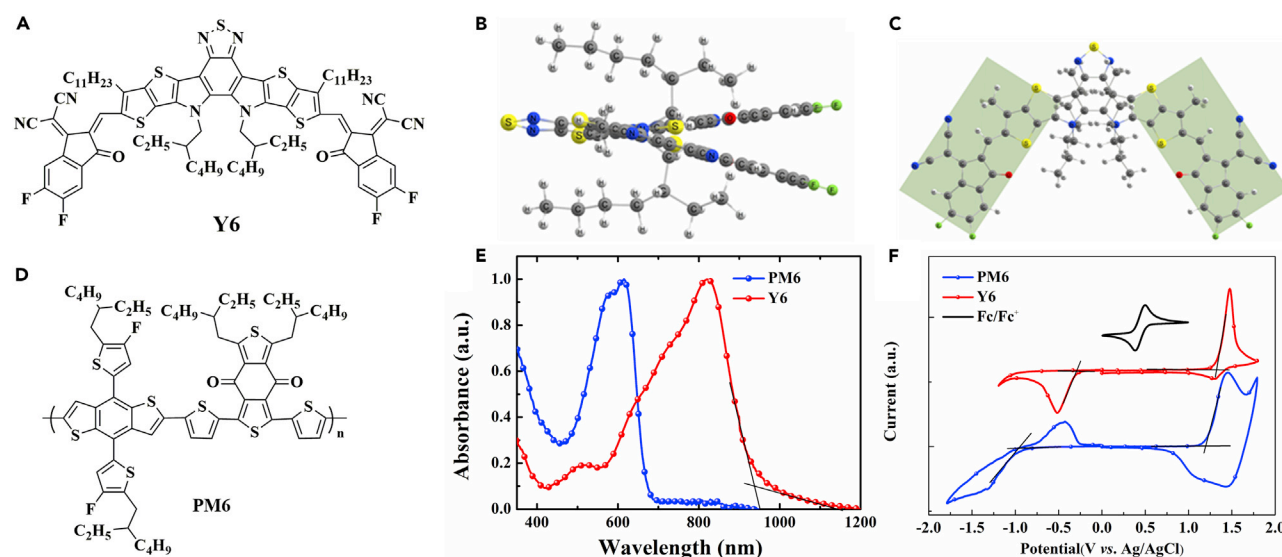 A
S
N N
C₁₁H₂₃ S S C₁₁H₂₃
CN CN
NC S N N S CN
O C₂H₅ C₂H₅ O
C₄H₉ C₄H₉
F F
F F
Y6
B
C
D
C₄H₉
C₂H₅
F
S
C₂H₅ C₂H₅
C₄H₉ C₄H₉
S
O O
S
S
S
S
S
n
S
F
C₂H₅
C₄H₉
PM6
E
PM6
Y6
1.0
0.8
0.6
0.4
0.2
0.0
Absorbance (a.u.)
400 600 800 1000 1200
Wavelength (nm)
F
PM6
Y6
Fc/Fc⁺
Current (a.u.)
-2.0 -1.5 -1.0 -0.5 0.0 0.5 1.0 1.5 2.0
Potential(V vs. Ag/AgCl)